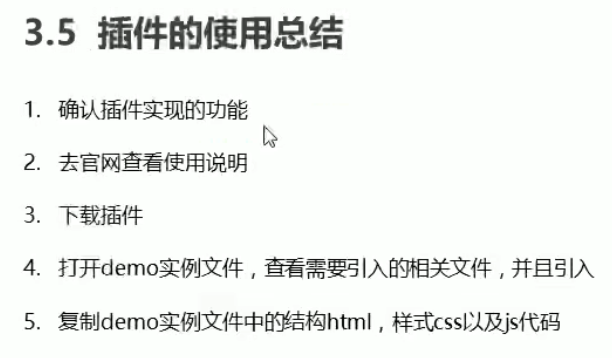 3.5 插件的使用总结
1. 确认插件实现的功能
2. 去官网查看使用说明
3. 下载插件
4. 打开demo实例文件，查看需要引入的相关文件，并且引入
5. 复制demo实例文件中的结构html，样式css以及js代码